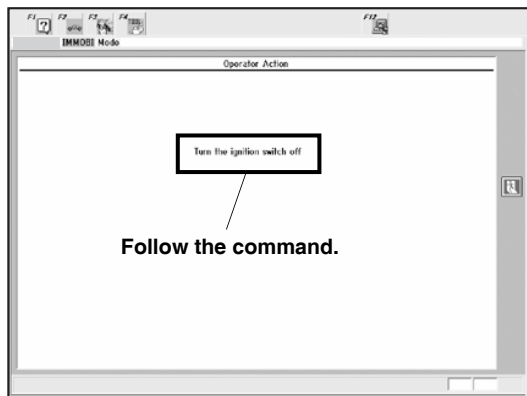 F1 F2 F3 F4 F12
IMMOBI Mode
Operator Action
Turn the ignition switch off
Follow the command.